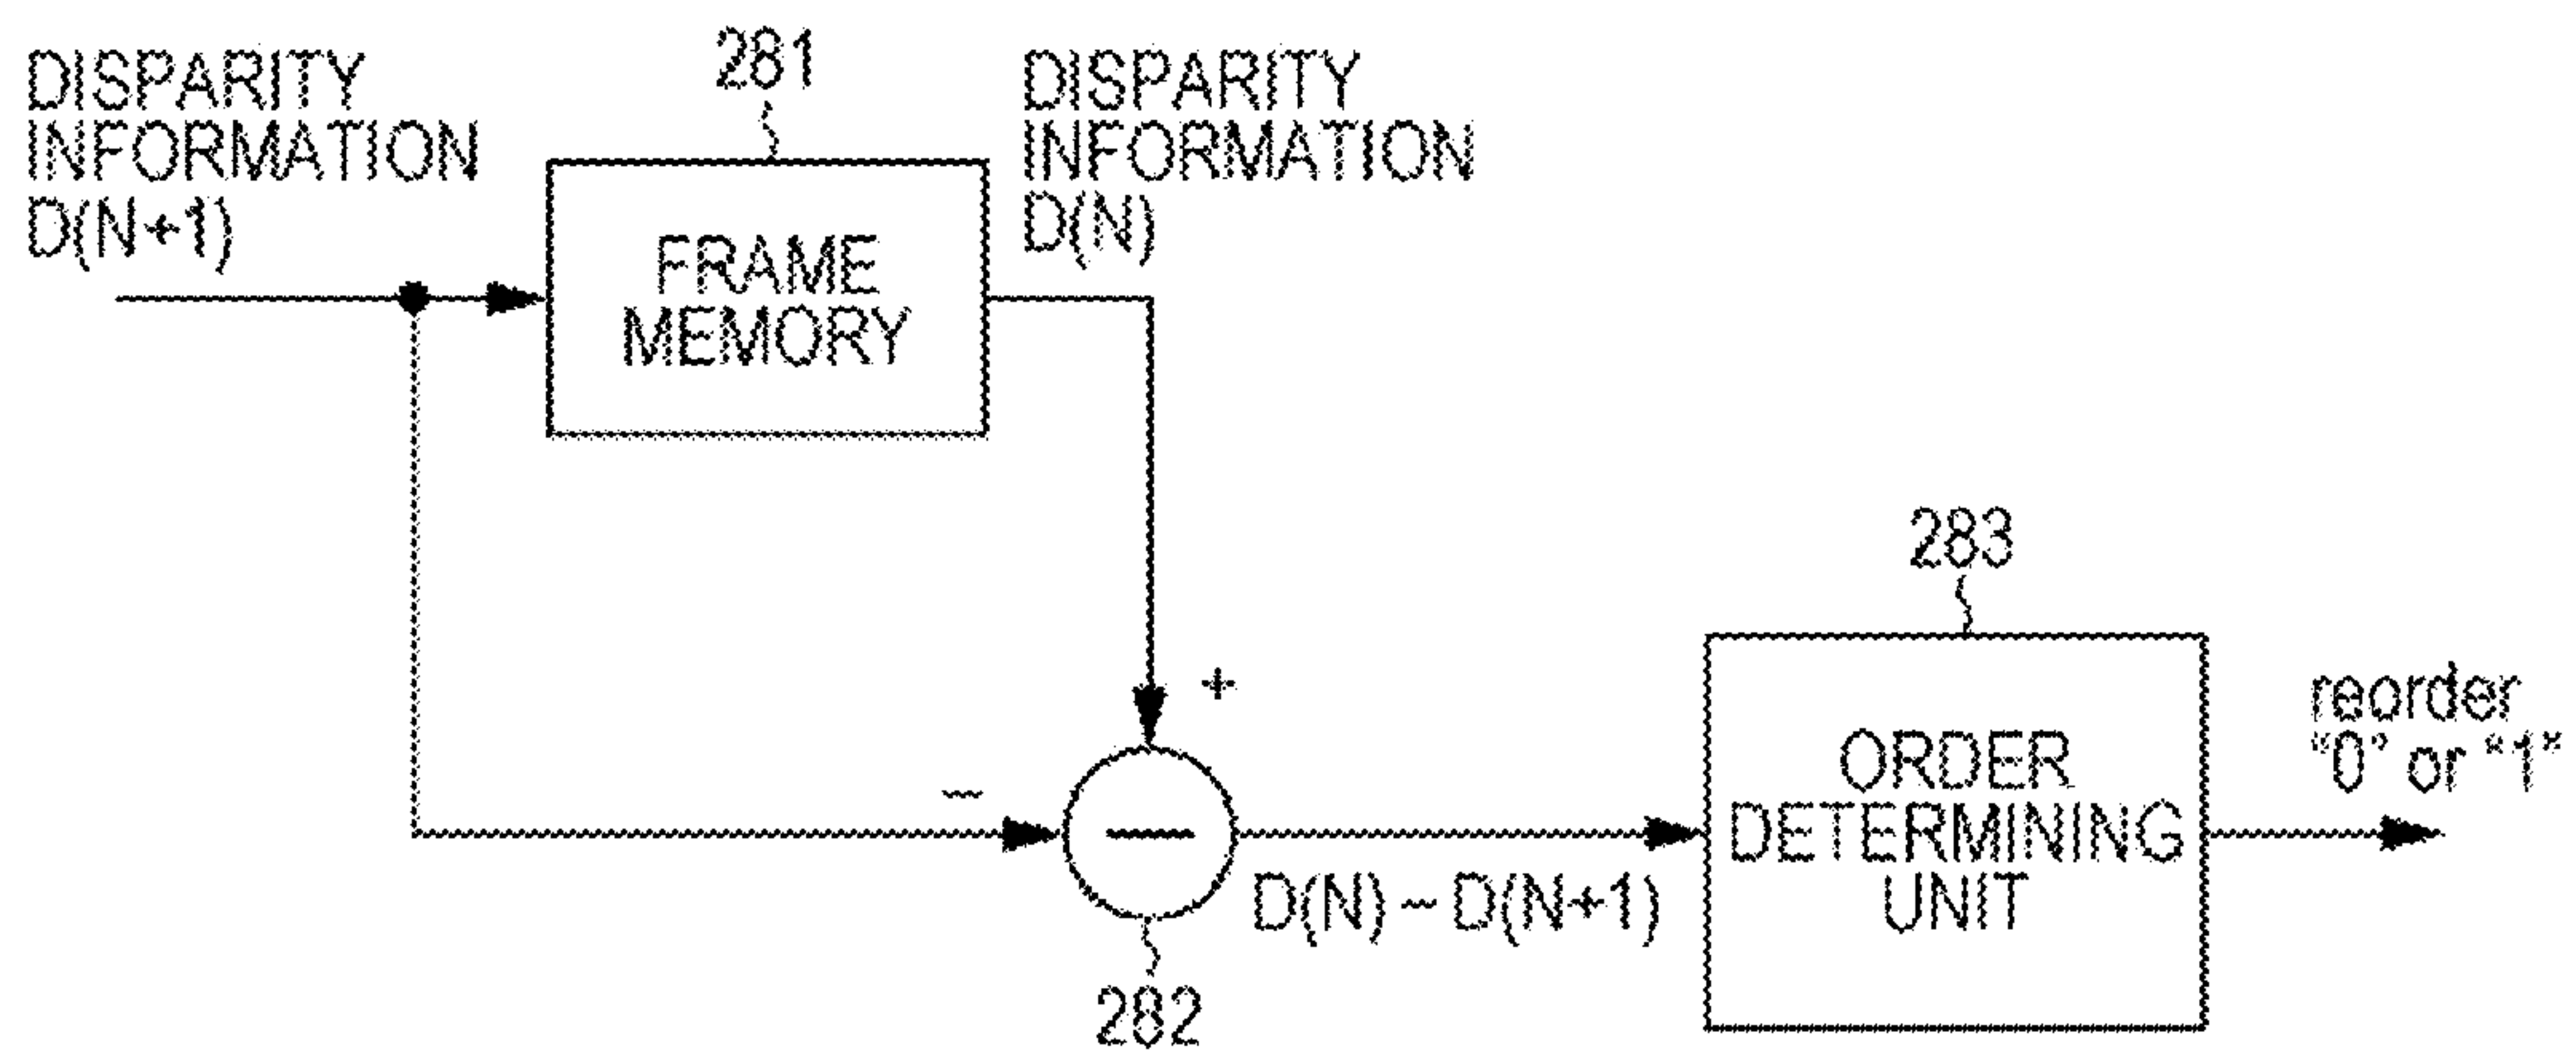 DISPARITY
INFORMATION
D(N+1)
281
FRAME
MEMORY
DISPARITY
INFORMATION
D(N)
+
−
−
282
D(N) − D(N+1)
283
ORDER
DETERMINING
UNIT
reorder
"0" or "1"